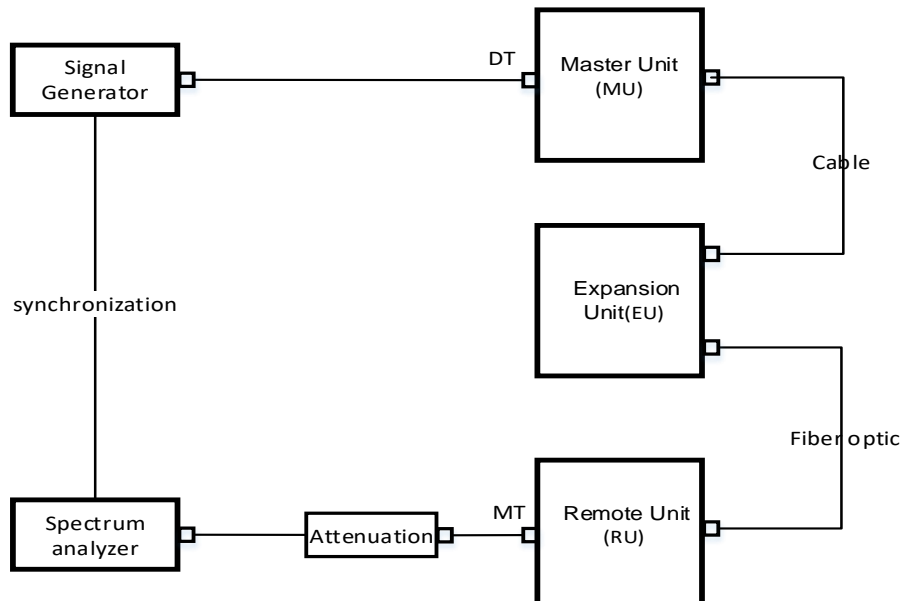 Signal
Generator
DT
Master Unit
(MU)
Cable
Expansion
Unit(EU)
synchronization
Fiber optic
Spectrum
analyzer
Attenuation
MT
Remote Unit
(RU)